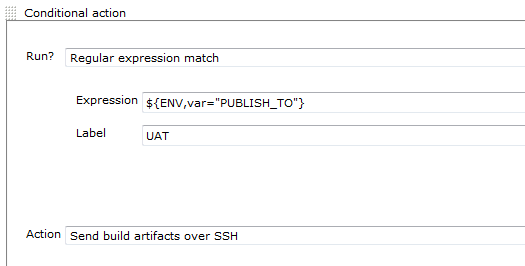 Conditional action
Run? Regular expression match
Expression ${ENV,var="PUBLISH_TO"}
Label UAT
Action Send build artifacts over SSH